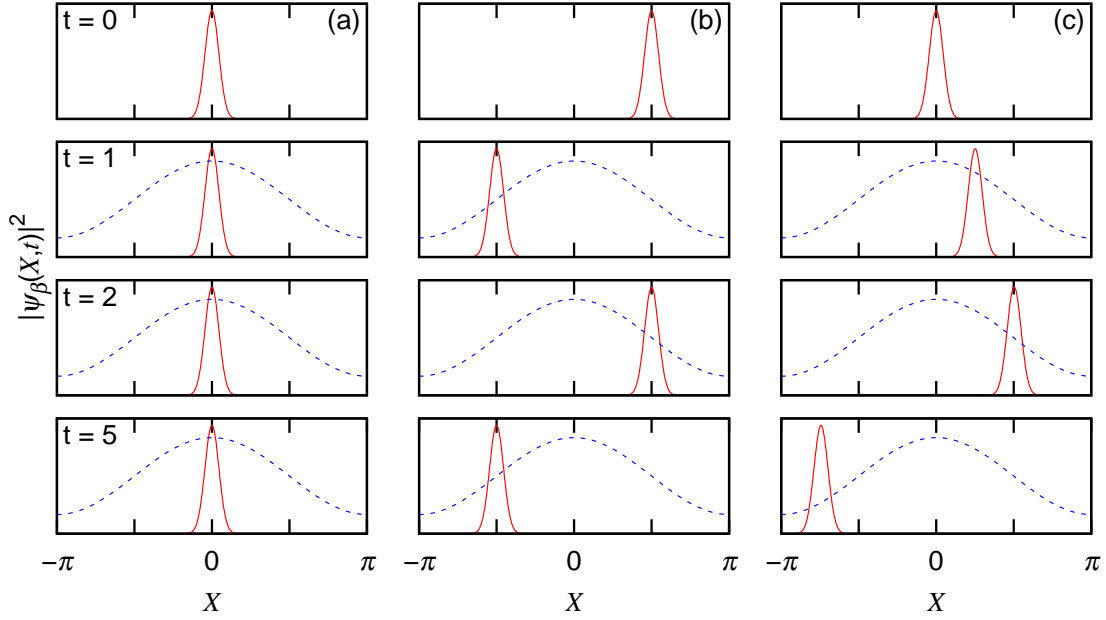 t = 0
(a)
(b)
(c)
t = 1
t = 2
t = 5
|ψβ(X,t)|²
−π 0 π
−π 0 π
−π 0 π
X
X
X